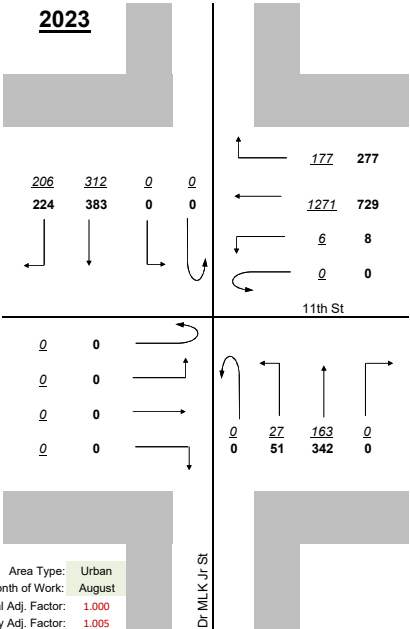 2023
177 277
206 312 0 0
1271 729
224 383 0 0
6 8
0 0
11th St
0 0
0 0
0 0
0 27 163 0
0 51 342 0
0 0
Dr MLK Jr St
Area Type: Urban
onth of Work: August
al Adj. Factor: 1.000
y Adj. Factor: 1.005